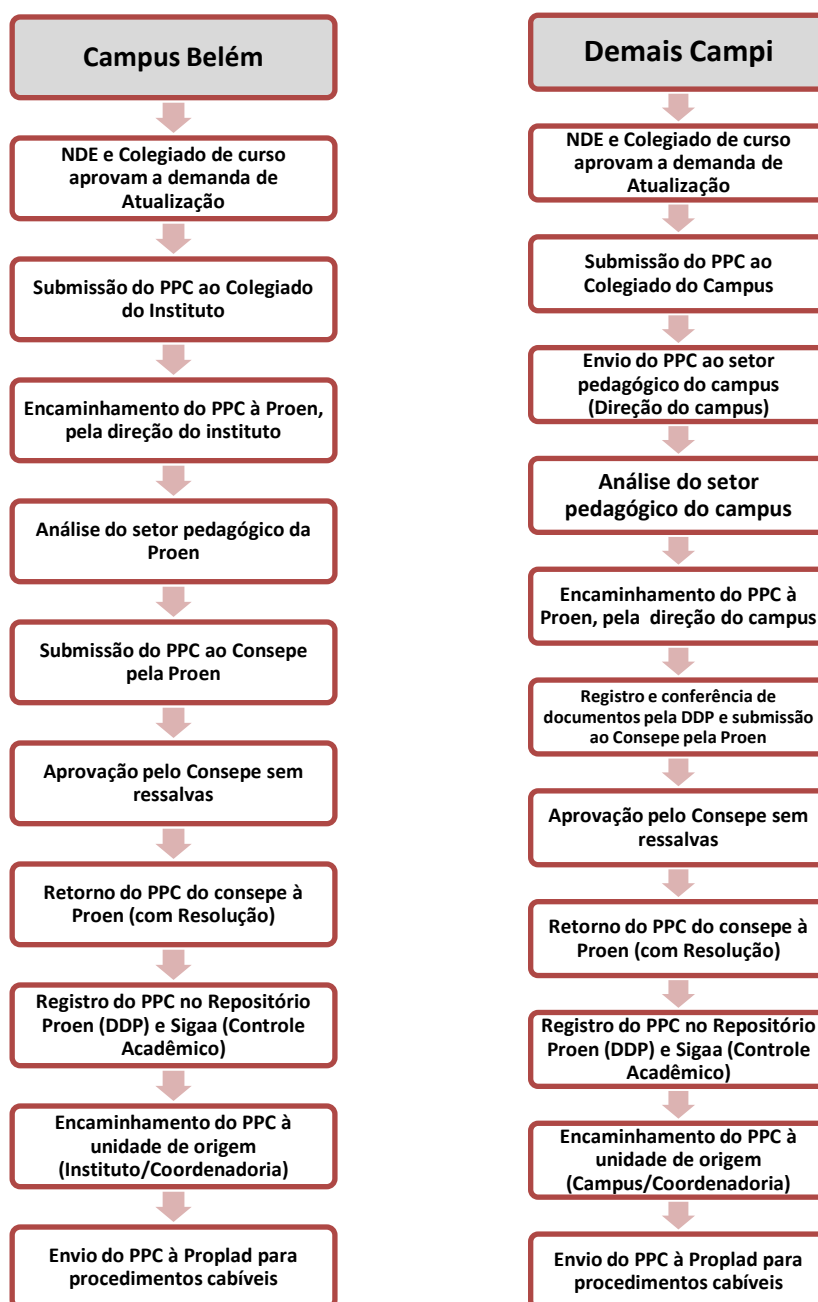 Campus Belém
NDE e Colegiado de curso
aprovam a demanda de
Atualização
Submissão do PPC ao Colegiado
do Instituto
Encaminhamento do PPC à Proen,
pela direção do instituto
Análise do setor pedagógico da
Proen
Submissão do PPC ao Consepe
pela Proen
Aprovação pelo Consepe sem
ressalvas
Retorno do PPC do consepe à
Proen (com Resolução)
Registro do PPC no Repositório
Proen (DDP) e Sigaa (Controle
Acadêmico)
Encaminhamento do PPC à
unidade de origem
(Instituto/Coordenadoria)
Envio do PPC à Proplad para
procedimentos cabíveis
Demais Campi
NDE e Colegiado de curso
aprovam a demanda de
Atualização
Submissão do PPC ao
Colegiado do Campus
Envio do PPC ao setor
pedagógico do campus
(Direção do campus)
Análise do setor
pedagógico do campus
Encaminhamento do PPC à
Proen, pela direção do campus
Registro e conferência de
documentos pela DDP e submissão
ao Consepe pela Proen
Aprovação pelo Consepe sem
ressalvas
Retorno do PPC do consepe à
Proen (com Resolução)
Registro do PPC no Repositório
Proen (DDP) e Sigaa (Controle
Acadêmico)
Encaminhamento do PPC à
unidade de origem
(Campus/Coordenadoria)
Envio do PPC à Proplad para
procedimentos cabíveis